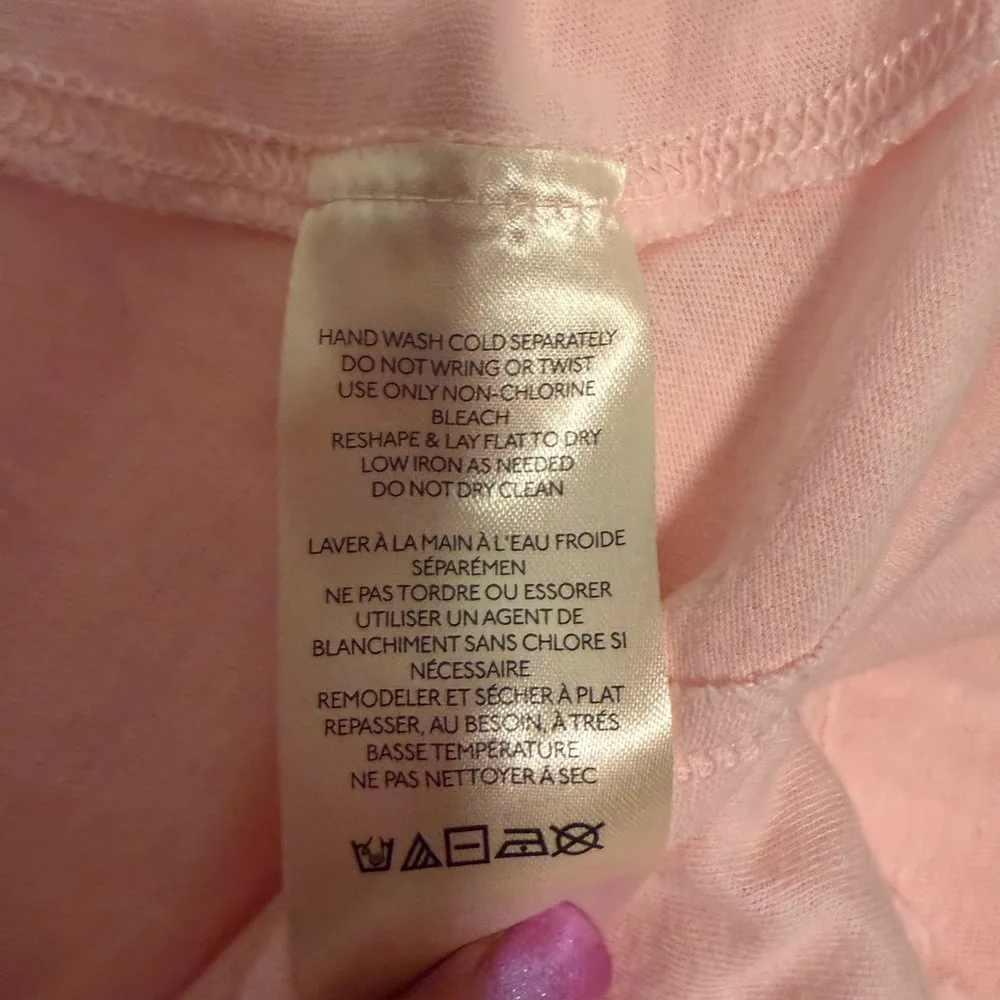 HAND WASH COLD SEPARATELY
DO NOT WRING OR TWIST
USE ONLY NON-CHLORINE
BLEACH
RESHAPE & LAY FLAT TO DRY
LOW IRON AS NEEDED
DO NOT DRY CLEAN
LAVER À LA MAIN À L'EAU FROIDE
SÉPARÉMEN
NE PAS TORDRE OU ESSORER
UTILISER UN AGENT DE
BLANCHIMENT SANS CHLORE SI
NÉCESSAIRE
REMODELER ET SÉCHER À PLAT
REPASSER, AU BESOIN, À TRÉS
BASSE TEMPÉRATURE
NE PAS NETTOYER À SEC